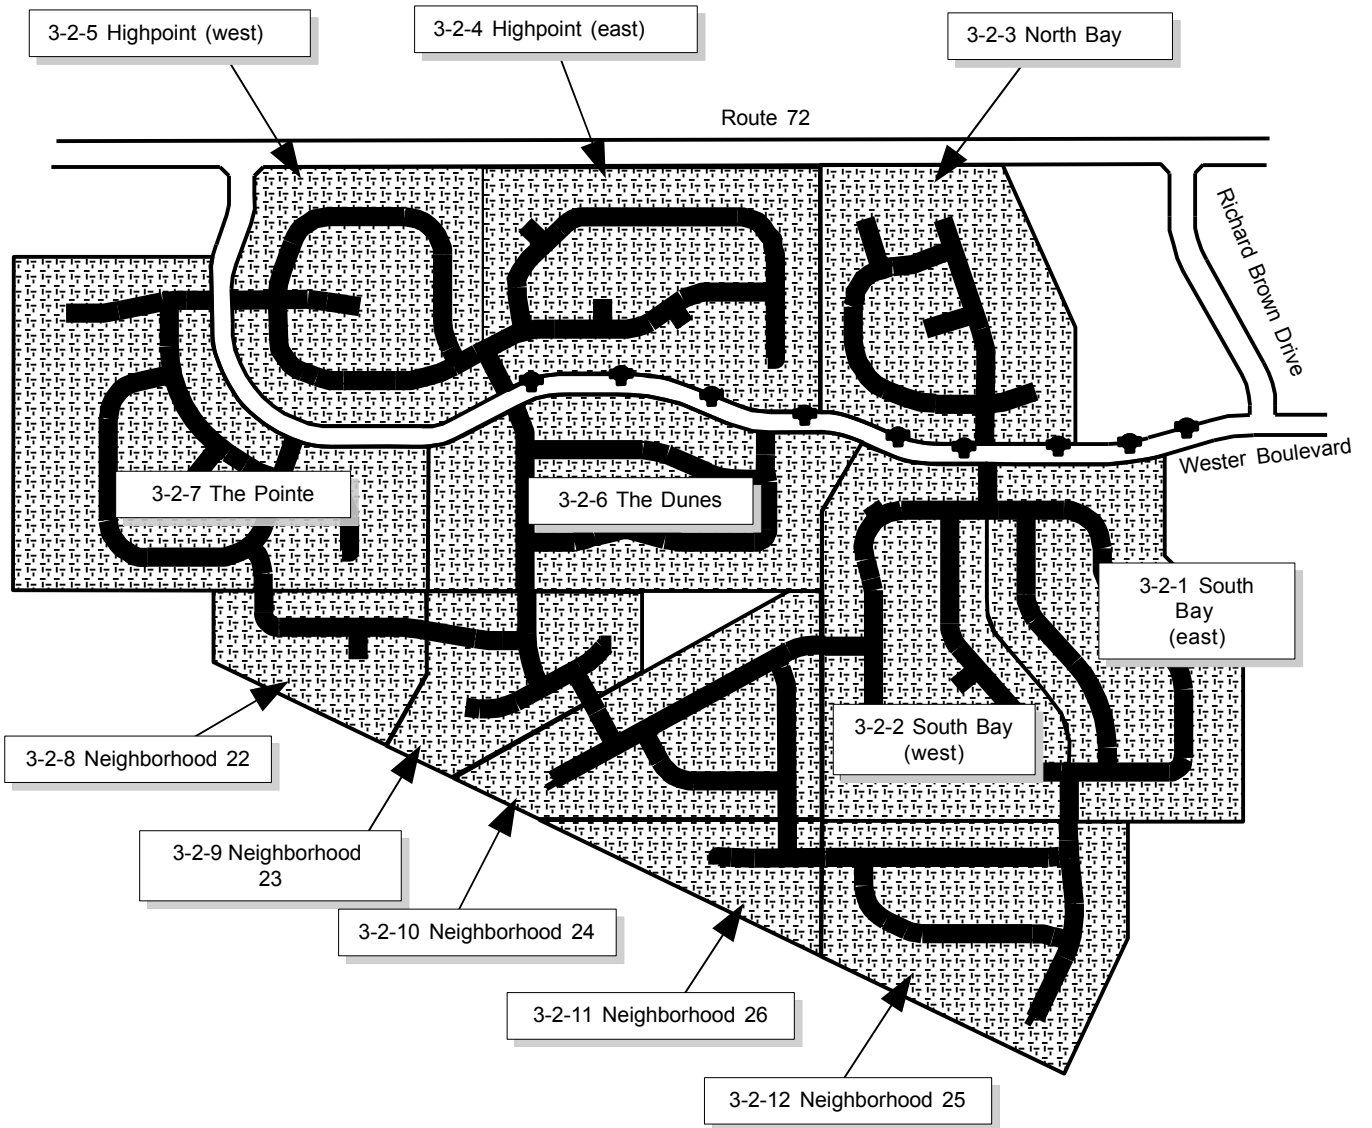 3-2-5 Highpoint (west)
3-2-4 Highpoint (east)
3-2-3 North Bay
Route 72
Richard Brown Drive
Wester Boulevard
3-2-7 The Pointe
3-2-6 The Dunes
3-2-1 South
Bay
(east)
3-2-2 South Bay
(west)
3-2-8 Neighborhood 22
3-2-9 Neighborhood
23
3-2-10 Neighborhood 24
3-2-11 Neighborhood 26
3-2-12 Neighborhood 25